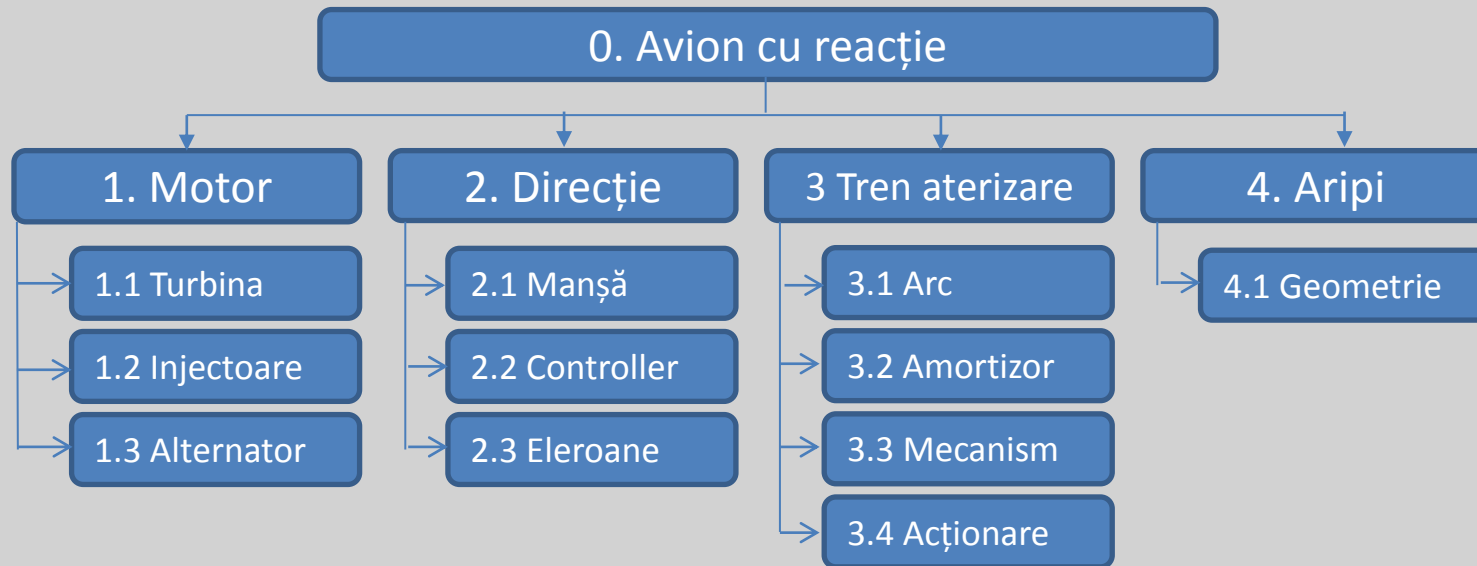 0. Avion cu reacție
1. Motor
2. Direcție
3 Tren aterizare
4. Aripi
1.1 Turbina
1.2 Injectoare
1.3 Alternator
2.1 Manșă
2.2 Controller
2.3 Eleroane
3.1 Arc
3.2 Amortizor
3.3 Mecanism
3.4 Acționare
4.1 Geometrie